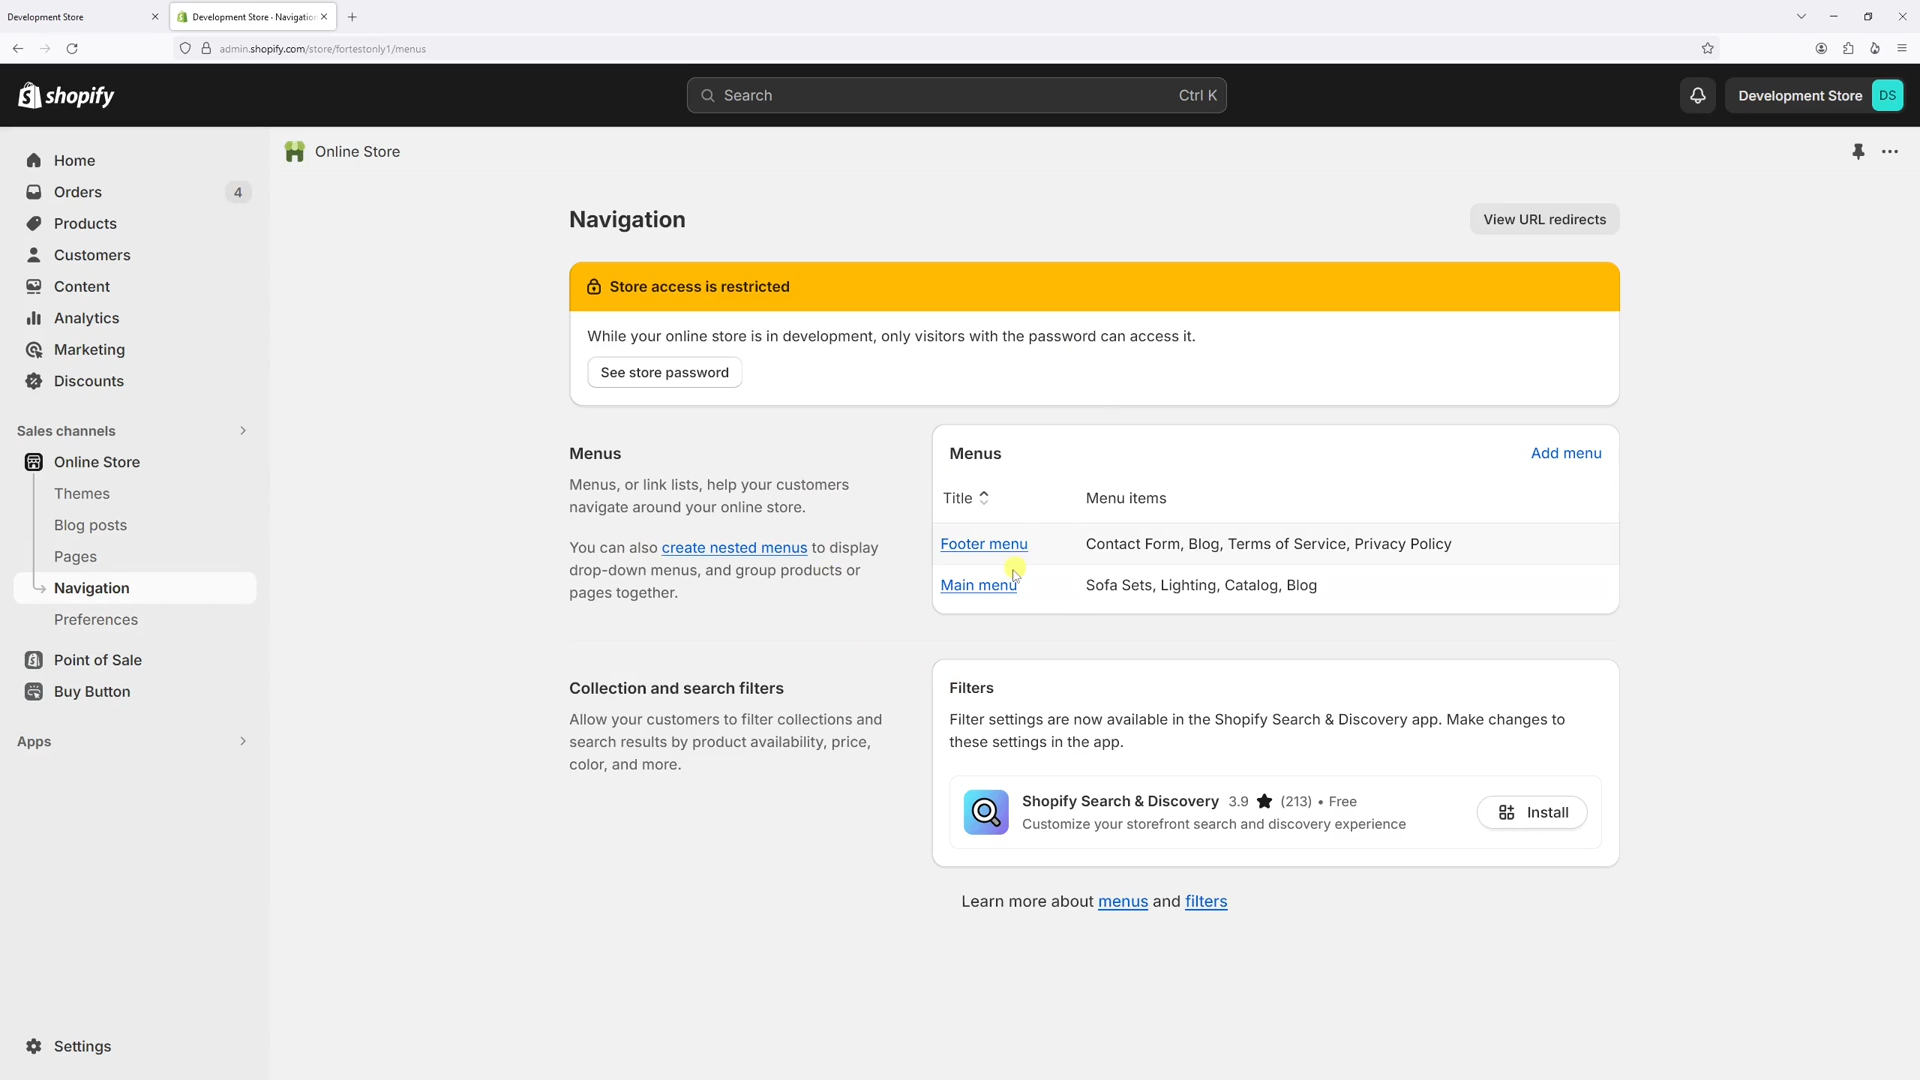 Development Store
Development Store · Navigation
admin.shopify.com/store/fortestonly1/menus
shopify
Search
Ctrl K
Development Store
DS
Home
Orders
4
Products
Customers
Content
Analytics
Marketing
Discounts
Sales channels
Online Store
Themes
Blog posts
Pages
Navigation
Preferences
Point of Sale
Buy Button
Apps
Settings
Online Store
Navigation
View URL redirects
Store access is restricted
While your online store is in development, only visitors with the password can access it.
See store password
Menus
Menus, or link lists, help your customers
navigate around your online store.
You can also create nested menus to display
drop-down menus, and group products or
pages together.
Menus
Add menu
Title
Menu items
Footer menu
Contact Form, Blog, Terms of Service, Privacy Policy
Main menu
Sofa Sets, Lighting, Catalog, Blog
Collection and search filters
Allow your customers to filter collections and
search results by product availability, price,
color, and more.
Filters
Filter settings are now available in the Shopify Search & Discovery app. Make changes to
these settings in the app.
Shopify Search & Discovery 3.9 ★ (213) • Free
Customize your storefront search and discovery experience
Install
Learn more about menus and filters